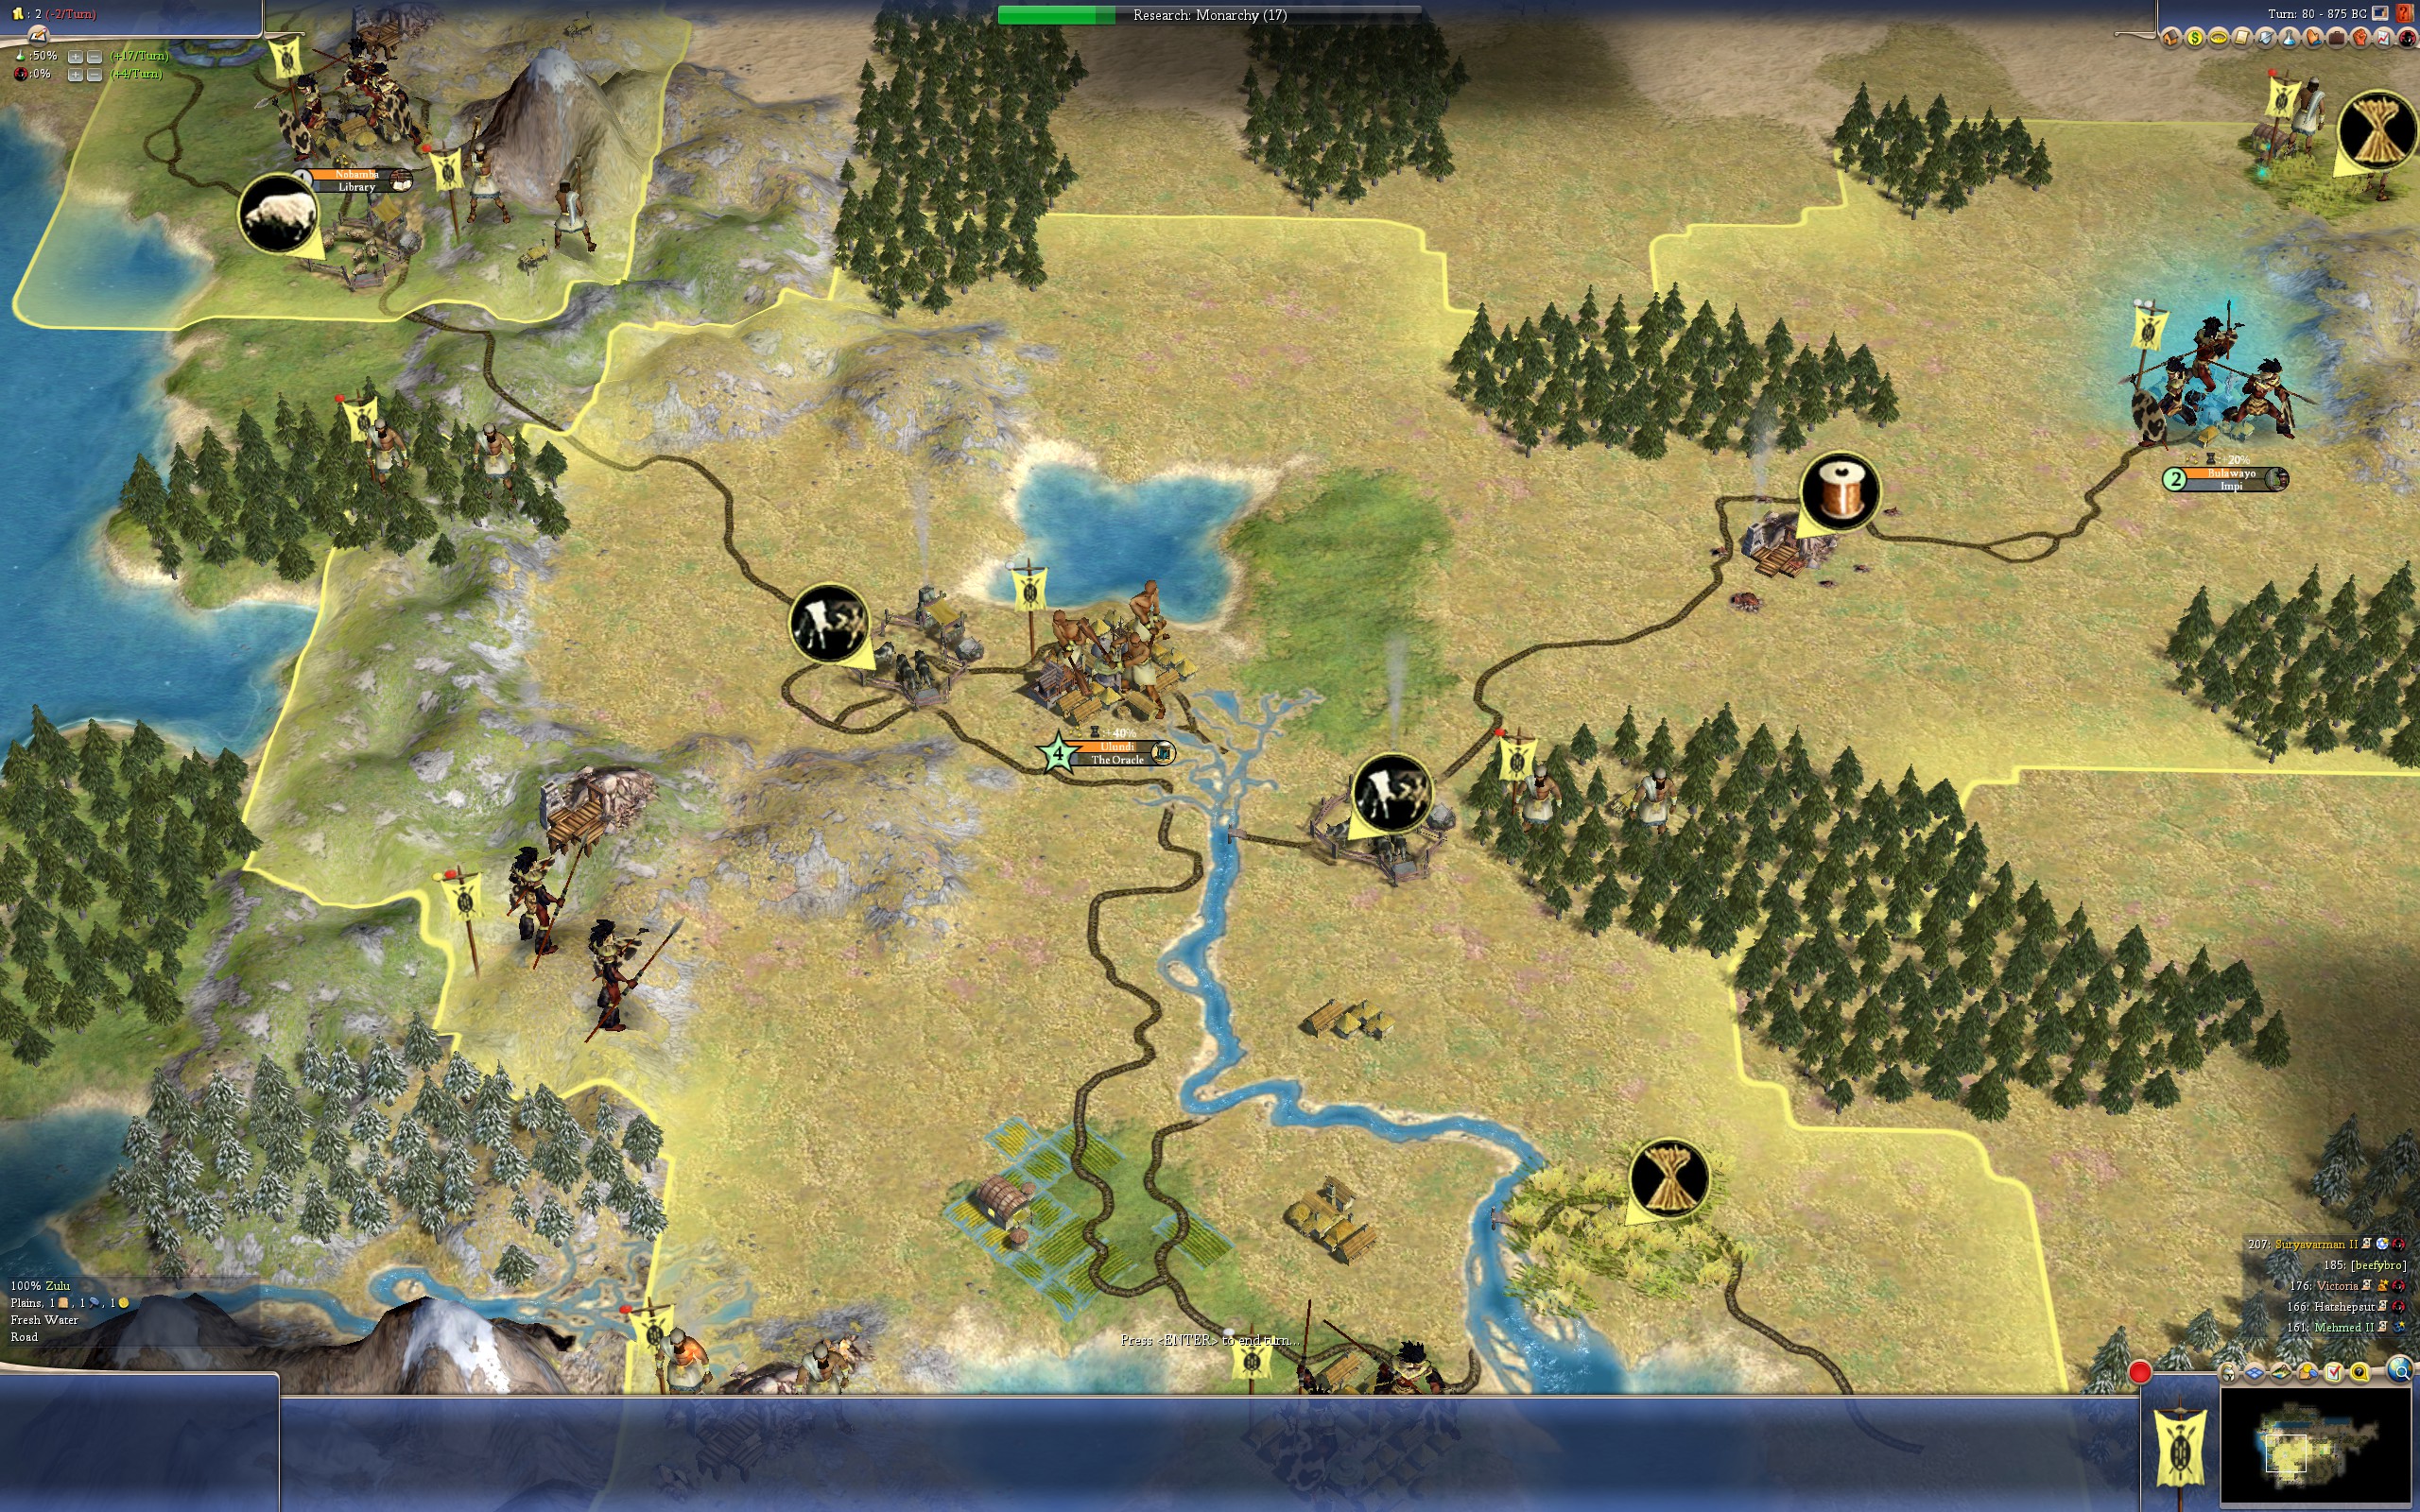 : 2 (-2/Turn)
Research: Monarchy (17)
Turn: 80 - 875 BC
:50% (+17/Turn)
:0% (+4/Turn)
Nobamba
Library
+20%
2 Bulawayo
Impi
+40%
4 Ulundi
The Oracle
207: Suryavarman II
185: [beefybro]
176: Victoria
166: Hatshepsut
161: Mehmed II
100% Zulu
Plains, 1 , 1 , 1
Fresh Water
Road
Press <ENTER> to end turn...